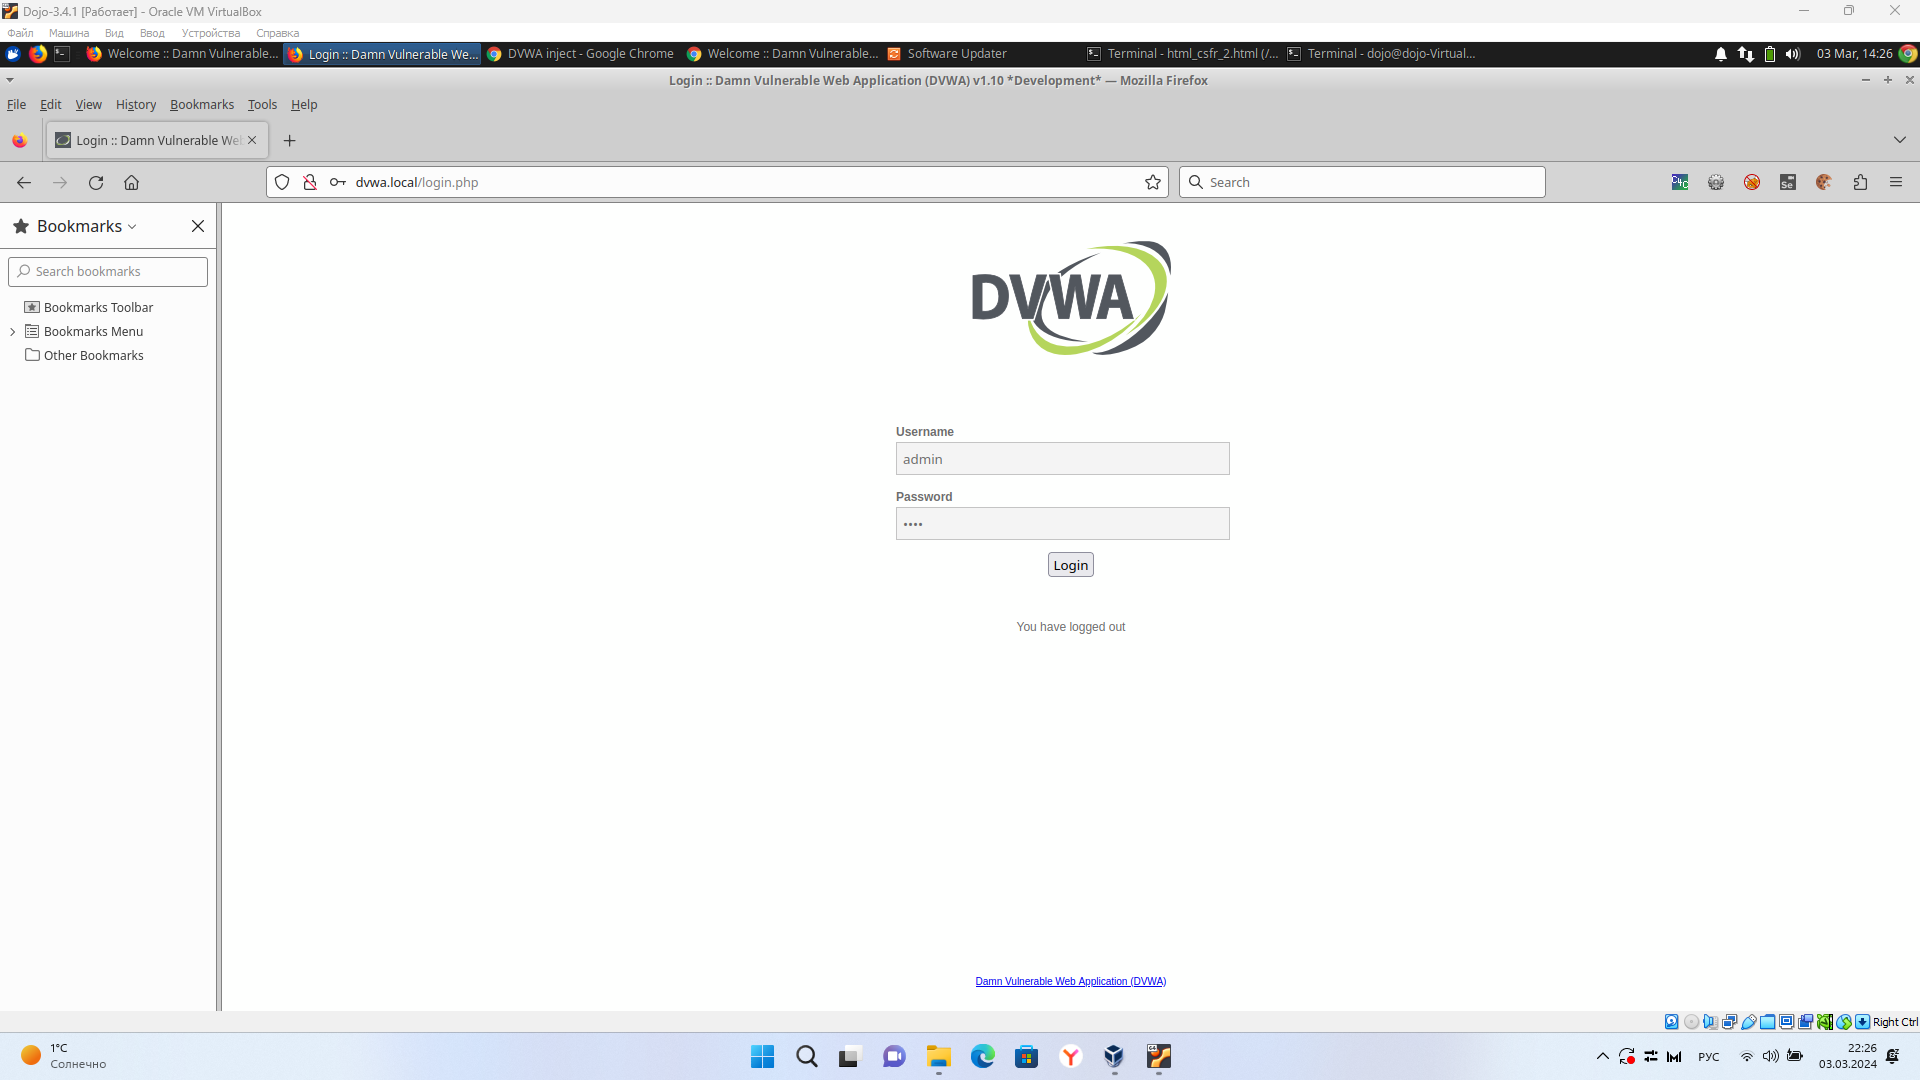 Dojo-3.4.1 [Работает] - Oracle VM VirtualBox
Файл Машина Вид Ввод Устройства Справка
Welcome :: Damn Vulnerable... Login :: Damn Vulnerable We... DVWA inject - Google Chrome Welcome :: Damn Vulnerable... Software Updater Terminal - html_csfr_2.html (/... Terminal - dojo@dojo-Virtual... 03 Mar, 14:26
Login :: Damn Vulnerable Web Application (DVWA) v1.10 *Development* — Mozilla Firefox
File Edit View History Bookmarks Tools Help
Login :: Damn Vulnerable Web
dvwa.local/login.php
Search
Bookmarks
Search bookmarks
Bookmarks Toolbar
Bookmarks Menu
Other Bookmarks
DVWA
Username
admin
Password
••••
Login
You have logged out
Damn Vulnerable Web Application (DVWA)
Right Ctrl
1°C
Солнечно
РУС
22:26
03.03.2024